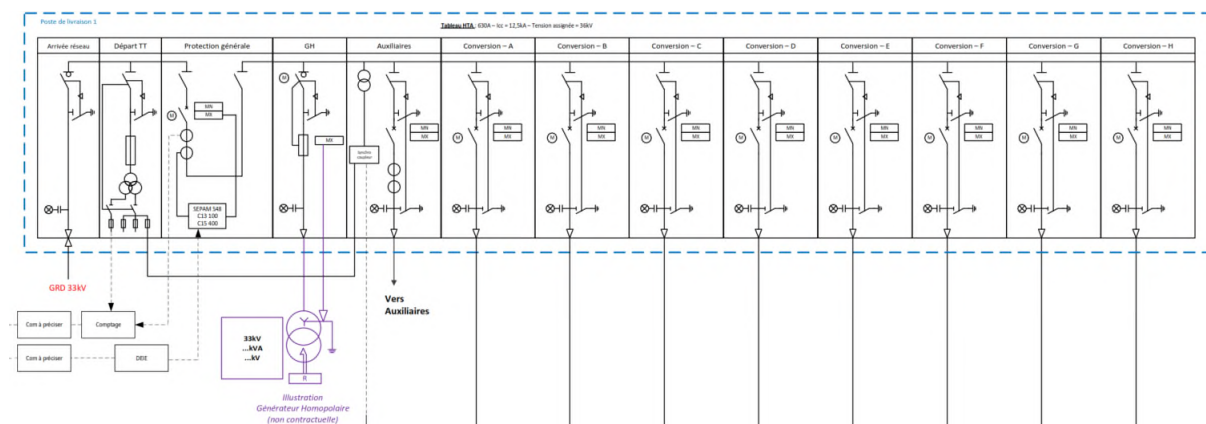 Poste de livraison 1
Tableau HTA : 630A – Icc = 12,5kA – Tension assignée = 36kV
Arrivée réseau
Départ TT
Protection générale
GH
Auxiliaires
Conversion – A
Conversion – B
Conversion – C
Conversion – D
Conversion – E
Conversion – F
Conversion – G
Conversion – H
M
MN
MX
M
MX
MN
MX
M
MN
MX
M
MN
MX
M
MN
MX
M
MN
MX
M
MN
MX
M
MN
MX
M
MN
MX
M
MN
MX
SEPAM S48
C13 100
C15 400
GRD 33kV
Vers
Auxiliaires
Com à préciser
Comptage
Com à préciser
DEIE
33kV
...kVA
...kV
R
Illustration
Générateur Homopolaire
(non contractuelle)